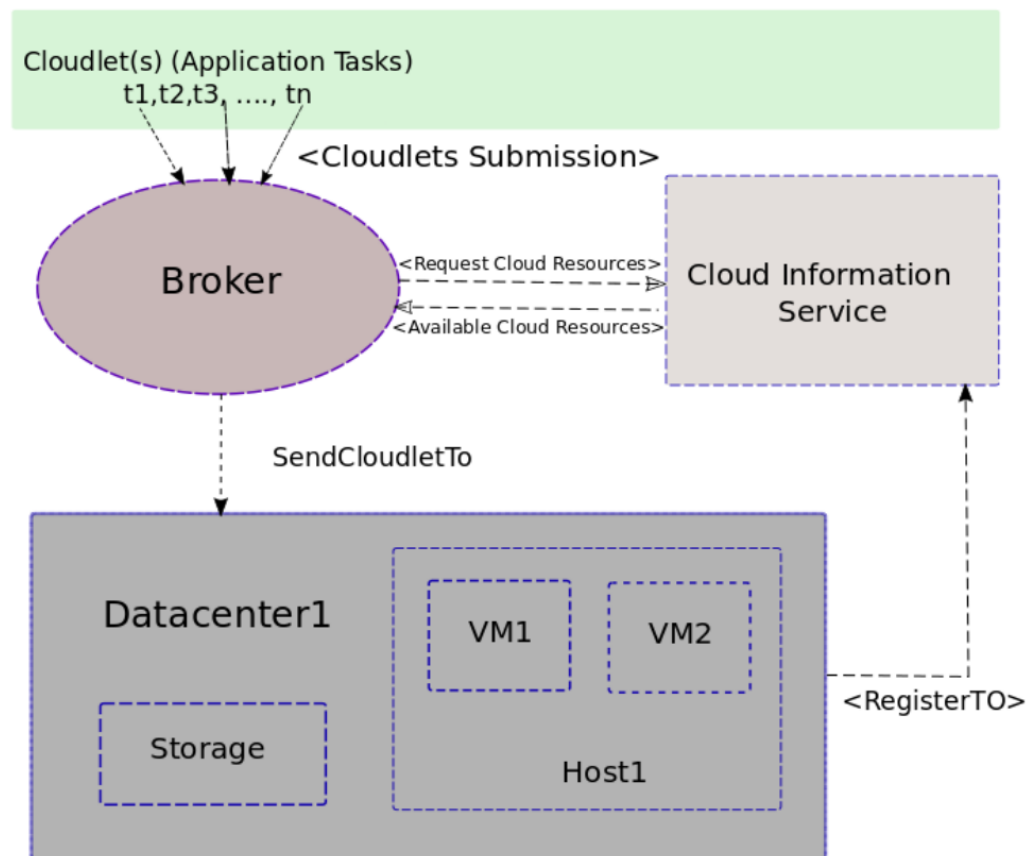 Cloudlet(s) (Application Tasks)
t1,t2,t3, ...., tn
<Cloudlets Submission>
Broker
<Request Cloud Resources>
<Available Cloud Resources>
Cloud Information
Service
SendCloudletTo
Datacenter1
VM1
VM2
Storage
Host1
<RegisterTO>